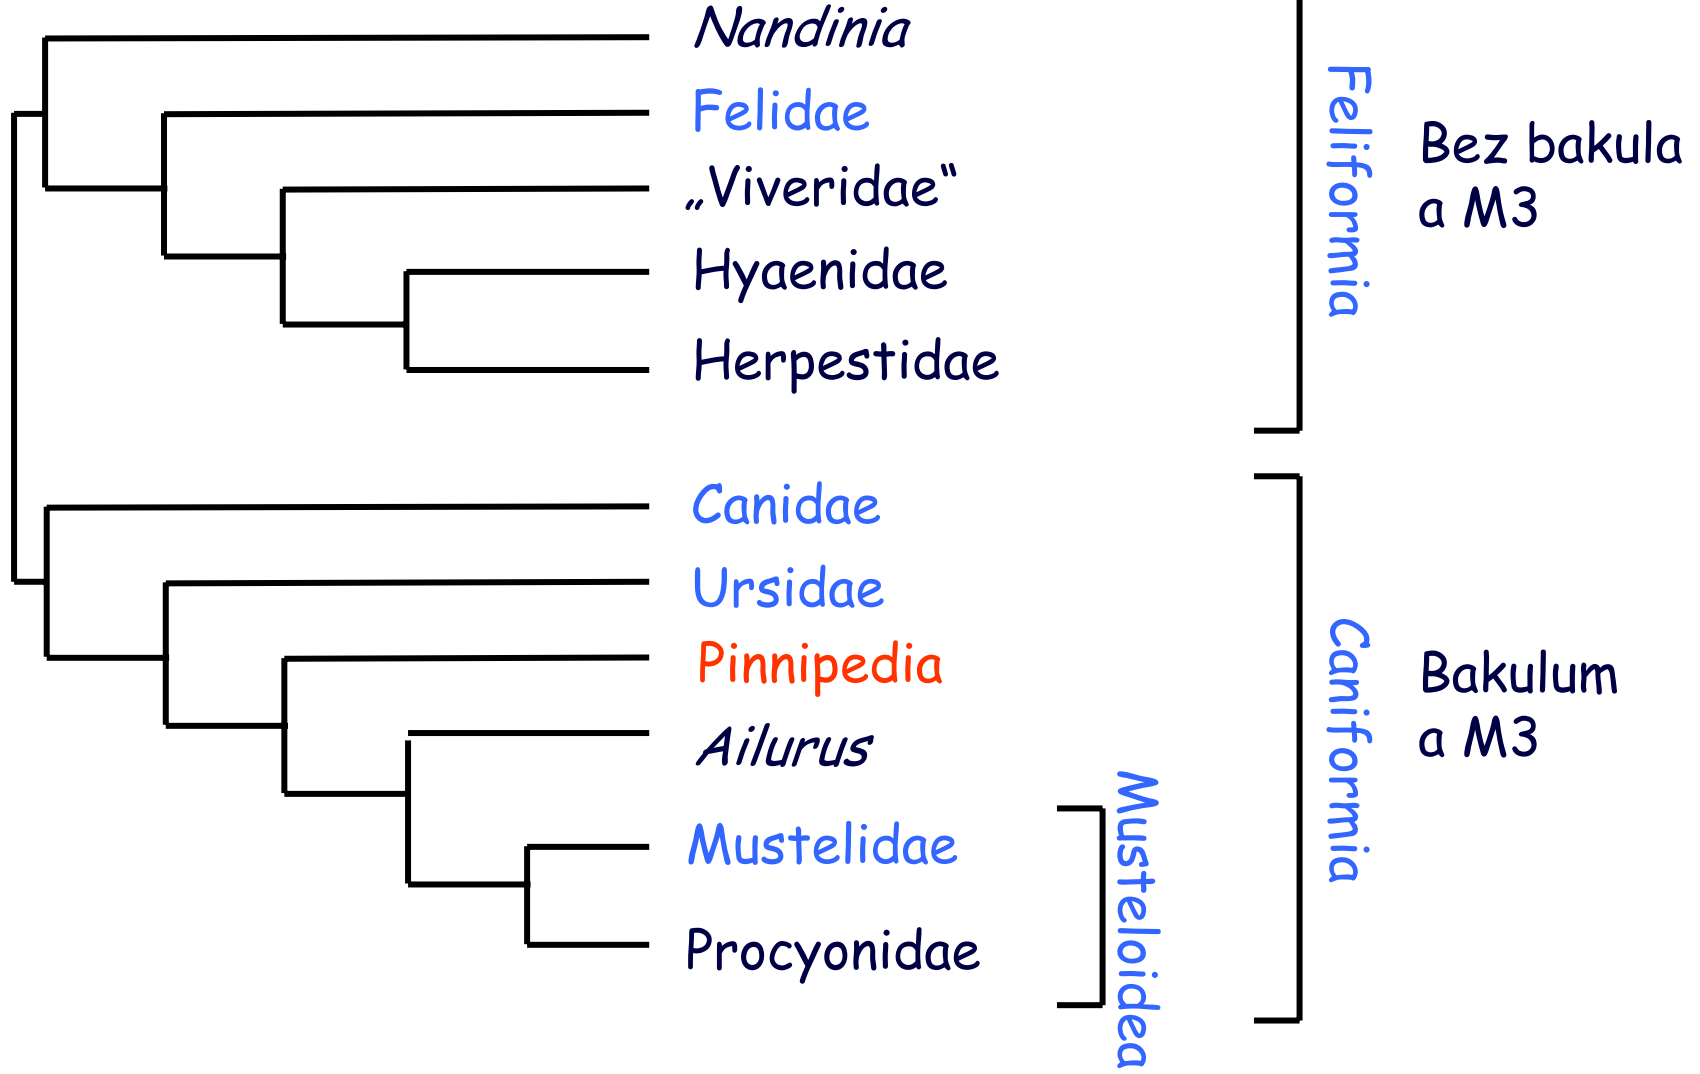 Nandinia
Felidae
„Viveridae“
Hyaenidae
Herpestidae
Feliformia
Bez bakula
a M3
Canidae
Ursidae
Pinnipedia
Ailurus
Mustelidae
Procyonidae
Musteloidea
Caniformia
Bakulum
a M3